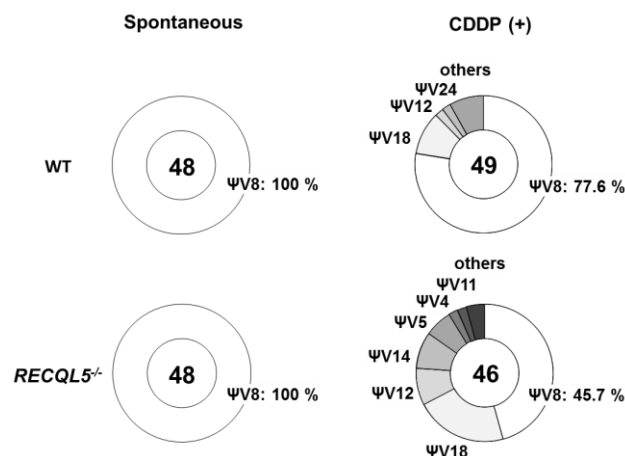 Spontaneous
CDDP (+)
WT
48
ΨV8: 100 %
others
ΨV24
ΨV12
ΨV18
49
ΨV8: 77.6 %
RECQL5-/-
48
ΨV8: 100 %
others
ΨV11
ΨV4
ΨV5
ΨV14
ΨV12
ΨV18
46
ΨV8: 45.7 %